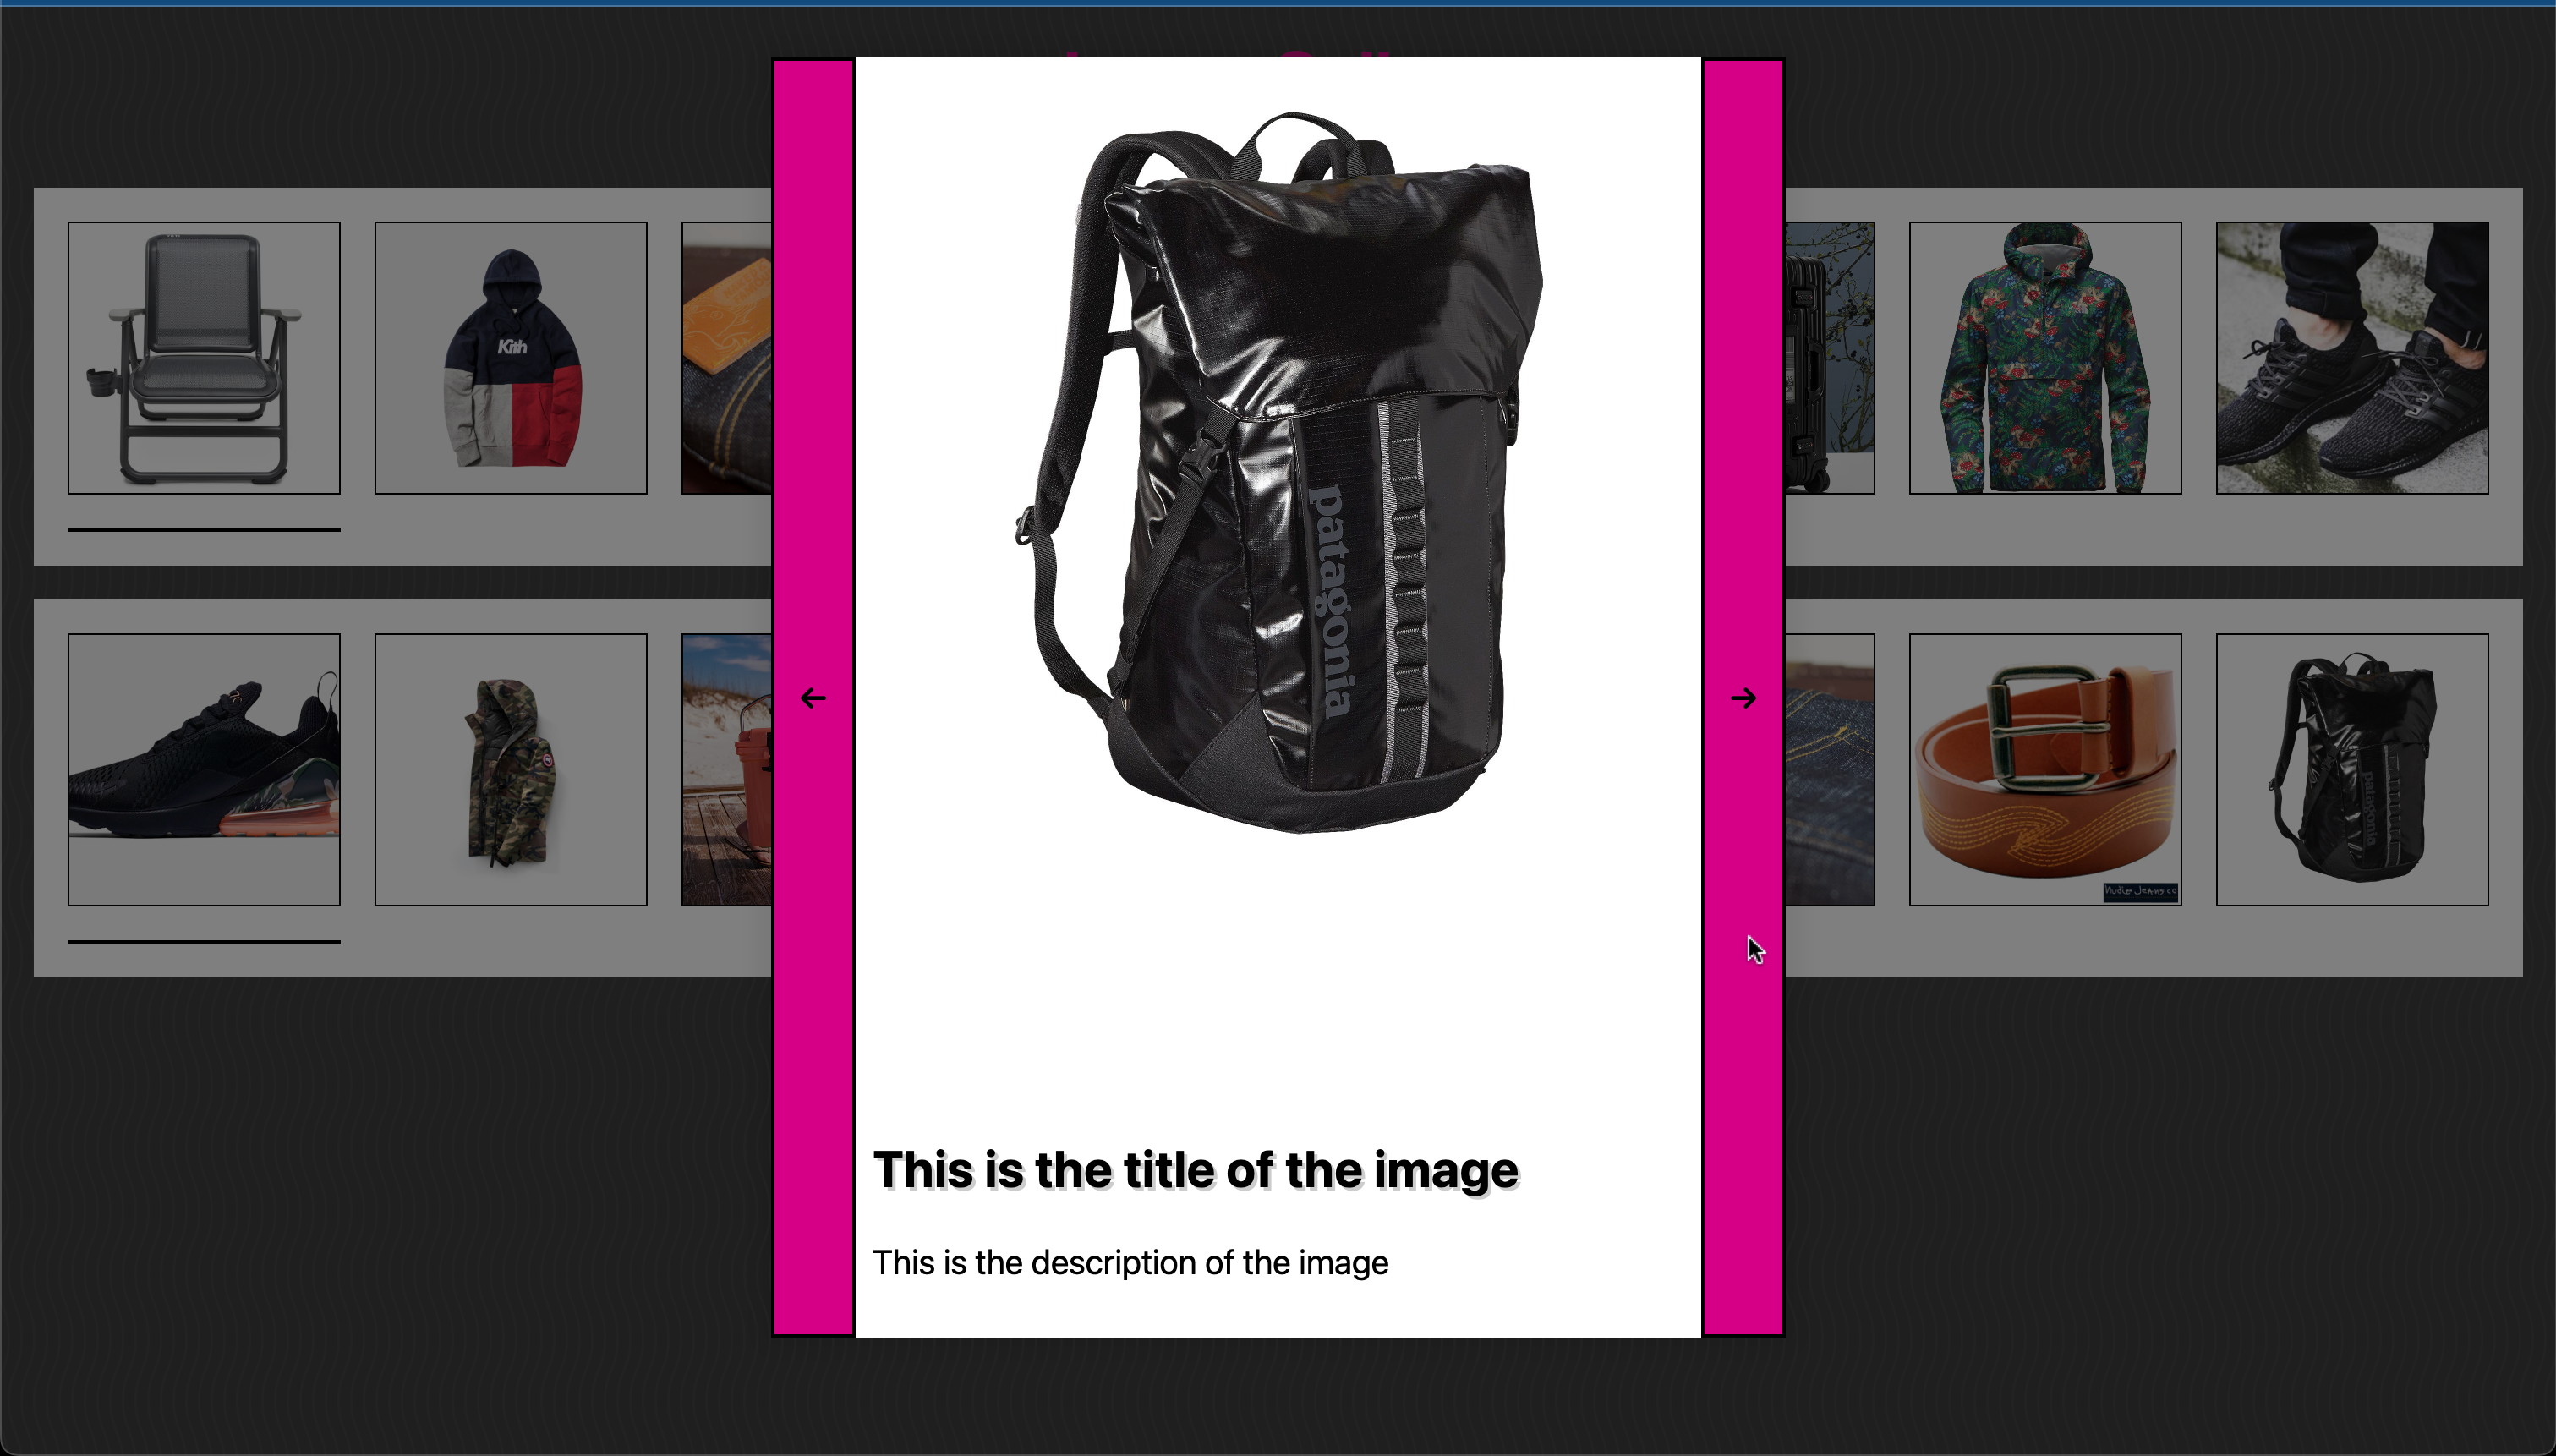 Kith
patagonia
Nudie Jeans co
patagonia
This is the title of the image
This is the description of the image